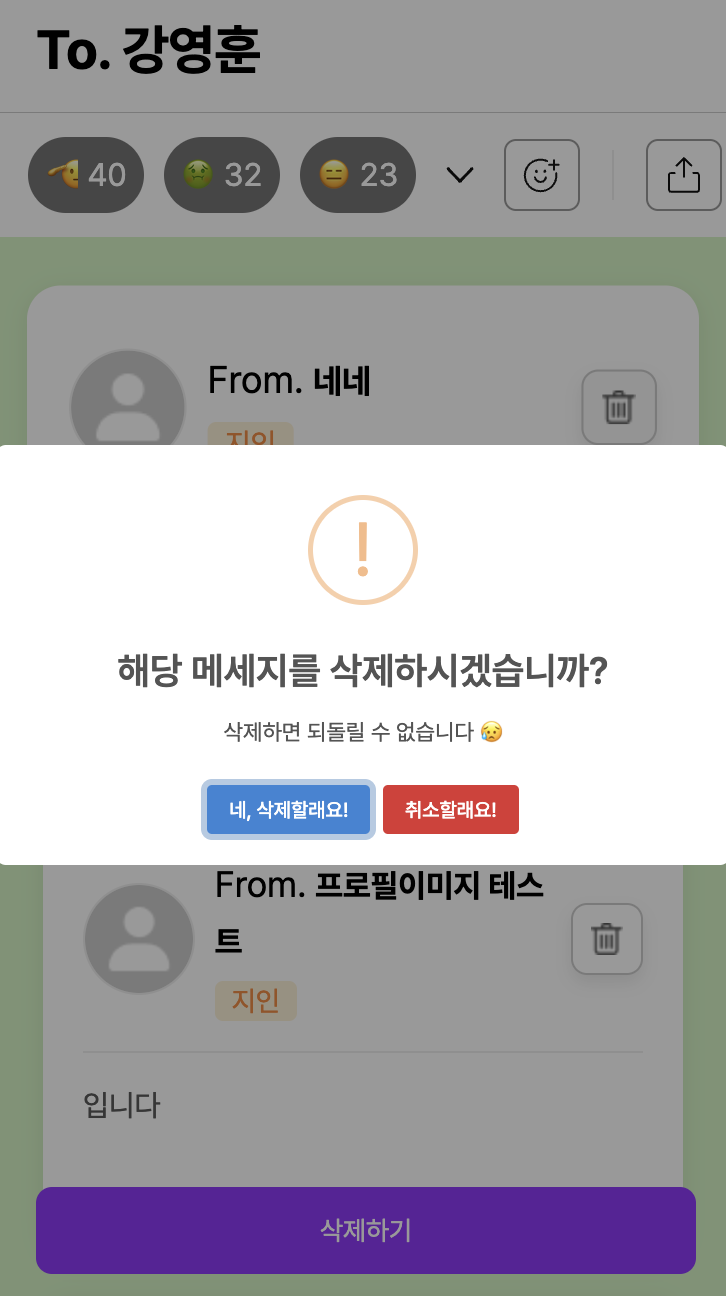 To. 강영훈
🫡 40 🤢 32 😑 23
From. 네네
지인
!
해당 메세지를 삭제하시겠습니까?
삭제하면 되돌릴 수 없습니다 😥
네, 삭제할래요! 취소할래요!
From. 프로필이미지 테스
트
지인
입니다
삭제하기